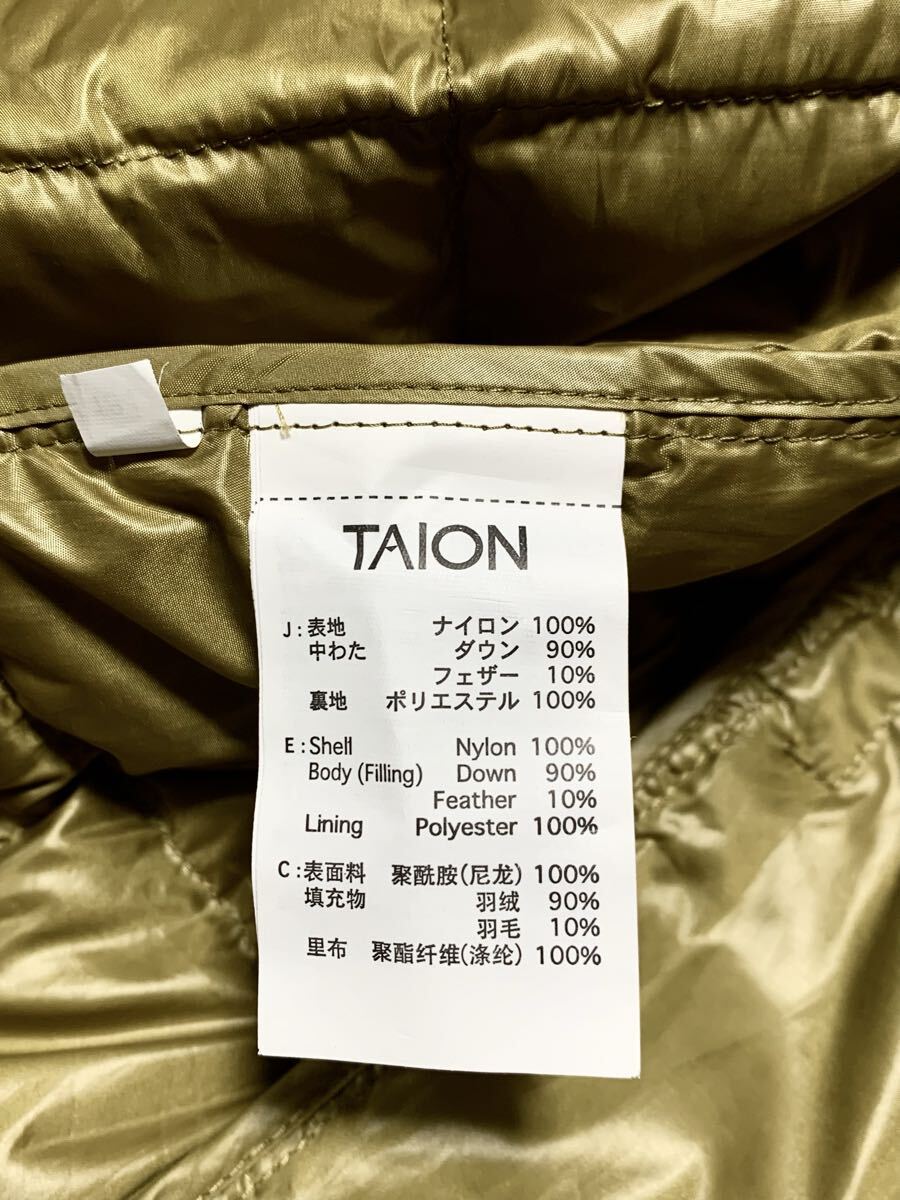 TAION
J:表地 ナイロン 100%
中わた ダウン 90%
フェザー 10%
裏地 ポリエステル 100%
E:Shell Nylon 100%
Body (Filling) Down 90%
Feather 10%
Lining Polyester 100%
C:表面料 聚酰胺(尼龙) 100%
填充物 羽绒 90%
羽毛 10%
里布 聚酯纤维(涤纶) 100%